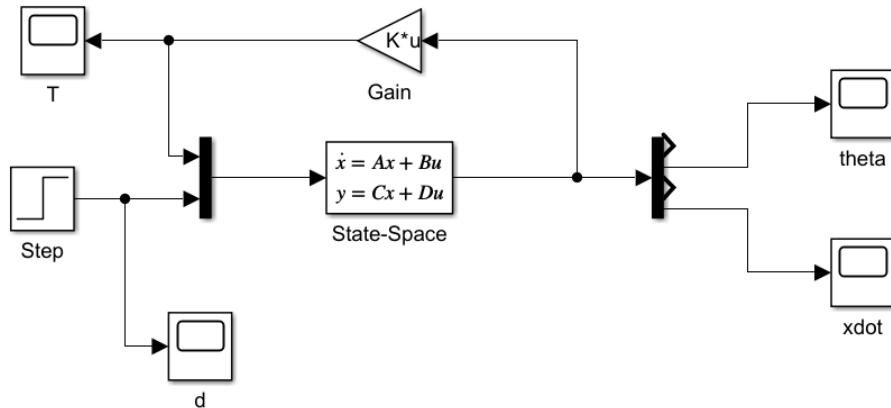 K*u
T
Gain
theta
ẋ = Ax + Bu
y = Cx + Du
Step
State-Space
xdot
d